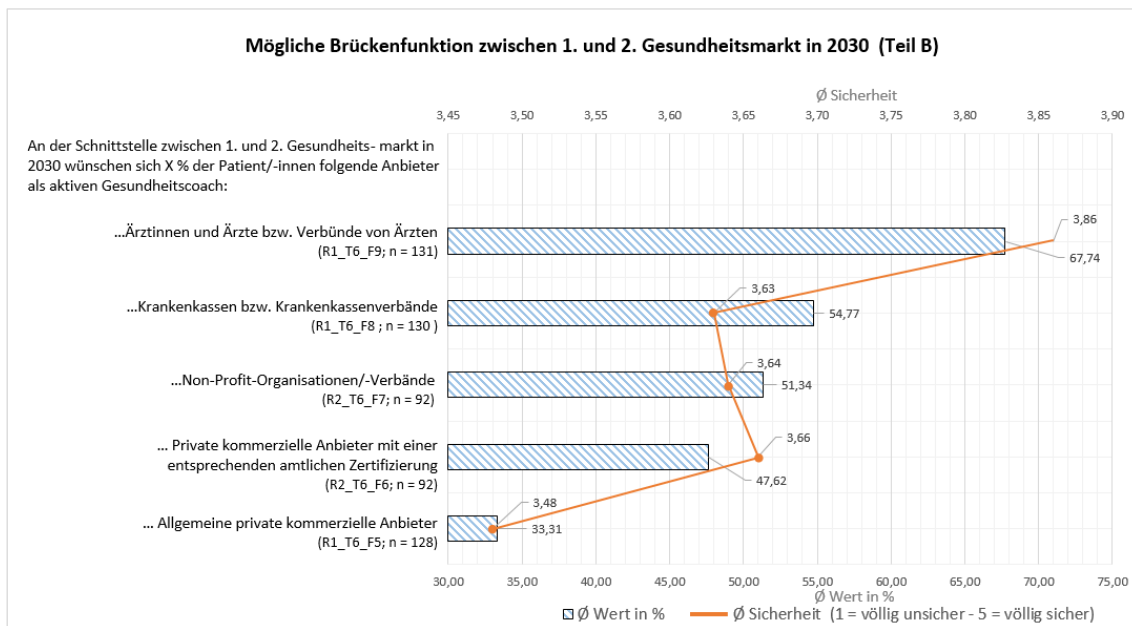 Mögliche Brückenfunktion zwischen 1. und 2. Gesundheitsmarkt in 2030 (Teil B)
Ø Sicherheit
3,45 3,50 3,55 3,60 3,65 3,70 3,75 3,80 3,85 3,90
An der Schnittstelle zwischen 1. und 2. Gesundheits- markt in
2030 wünschen sich X % der Patient/-innen folgende Anbieter
als aktiven Gesundheitscoach:
...Ärztinnen und Ärzte bzw. Verbünde von Ärzten
(R1_T6_F9; n = 131)
3,86
67,74
...Krankenkassen bzw. Krankenkassenverbände
(R1_T6_F8 ; n = 130 )
3,63
54,77
...Non-Profit-Organisationen/-Verbände
(R2_T6_F7; n = 92)
3,64
51,34
... Private kommerzielle Anbieter mit einer
entsprechenden amtlichen Zertifizierung
(R2_T6_F6; n = 92)
3,66
47,62
... Allgemeine private kommerzielle Anbieter
(R1_T6_F5; n = 128)
3,48
33,31
30,00 35,00 40,00 45,00 50,00 55,00 60,00 65,00 70,00 75,00
Ø Wert in %
Ø Wert in % Ø Sicherheit (1 = völlig unsicher - 5 = völlig sicher)